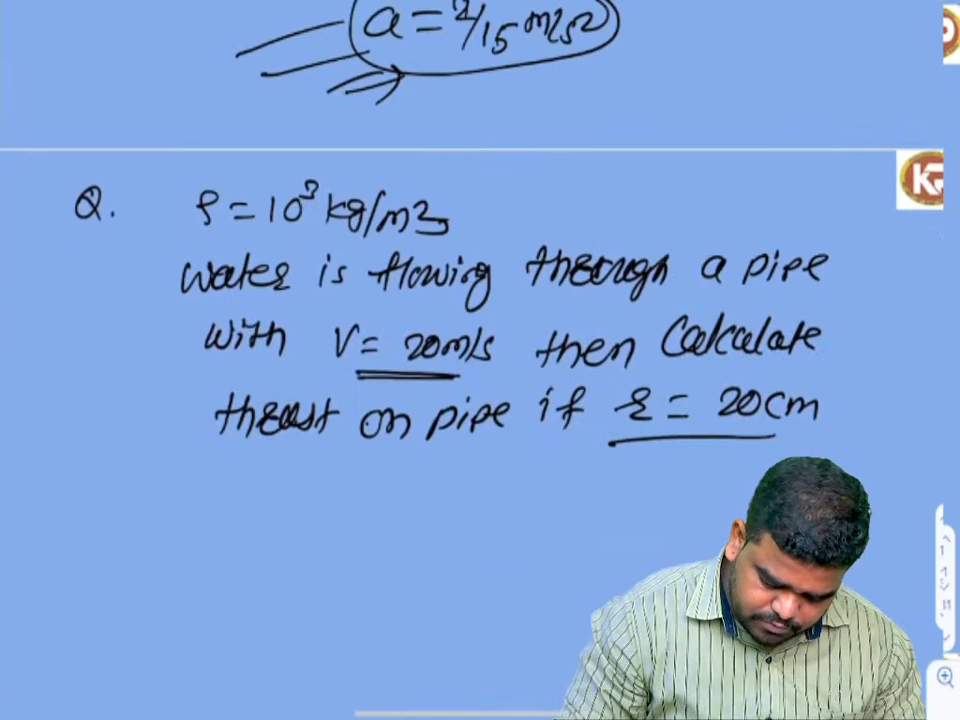 a = 2/15 m/s2
Q. ρ = 10³ kg/m3
water is flowing through a pipe
with V = 20m/s then Calculate
thrust on pipe if r = 20cm